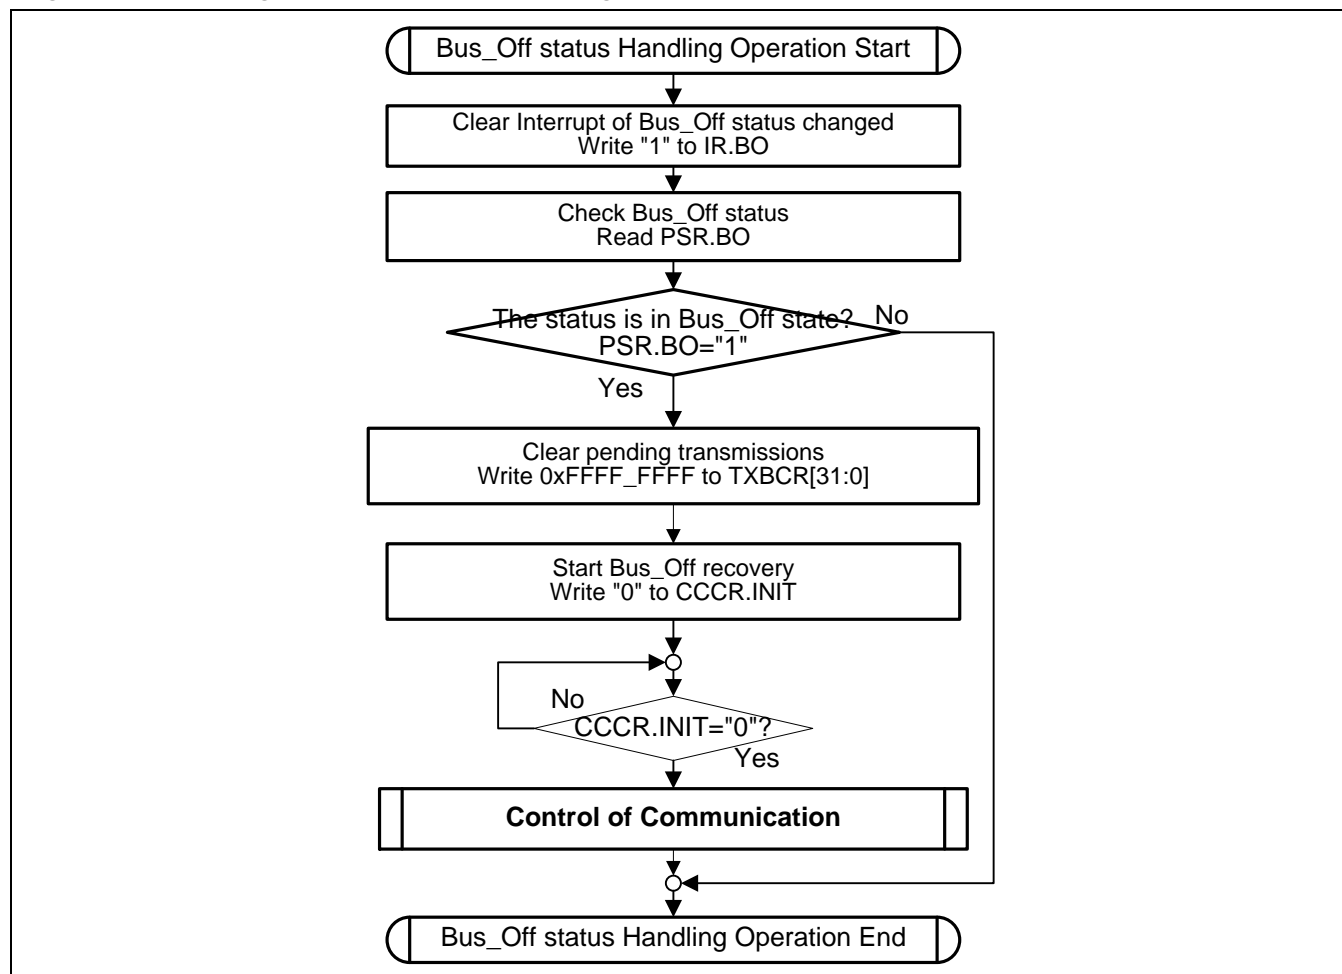 Bus_Off status Handling Operation Start
Clear Interrupt of Bus_Off status changed
Write "1" to IR.BO
Check Bus_Off status
Read PSR.BO
The status is in Bus_Off state?
No
PSR.BO="1"
Yes
Clear pending transmissions
Write 0xFFFF_FFFF to TXBCR[31:0]
Start Bus_Off recovery
Write "0" to CCCR.INIT
No
CCCR.INIT="0"?
Yes
Control of Communication
Bus_Off status Handling Operation End